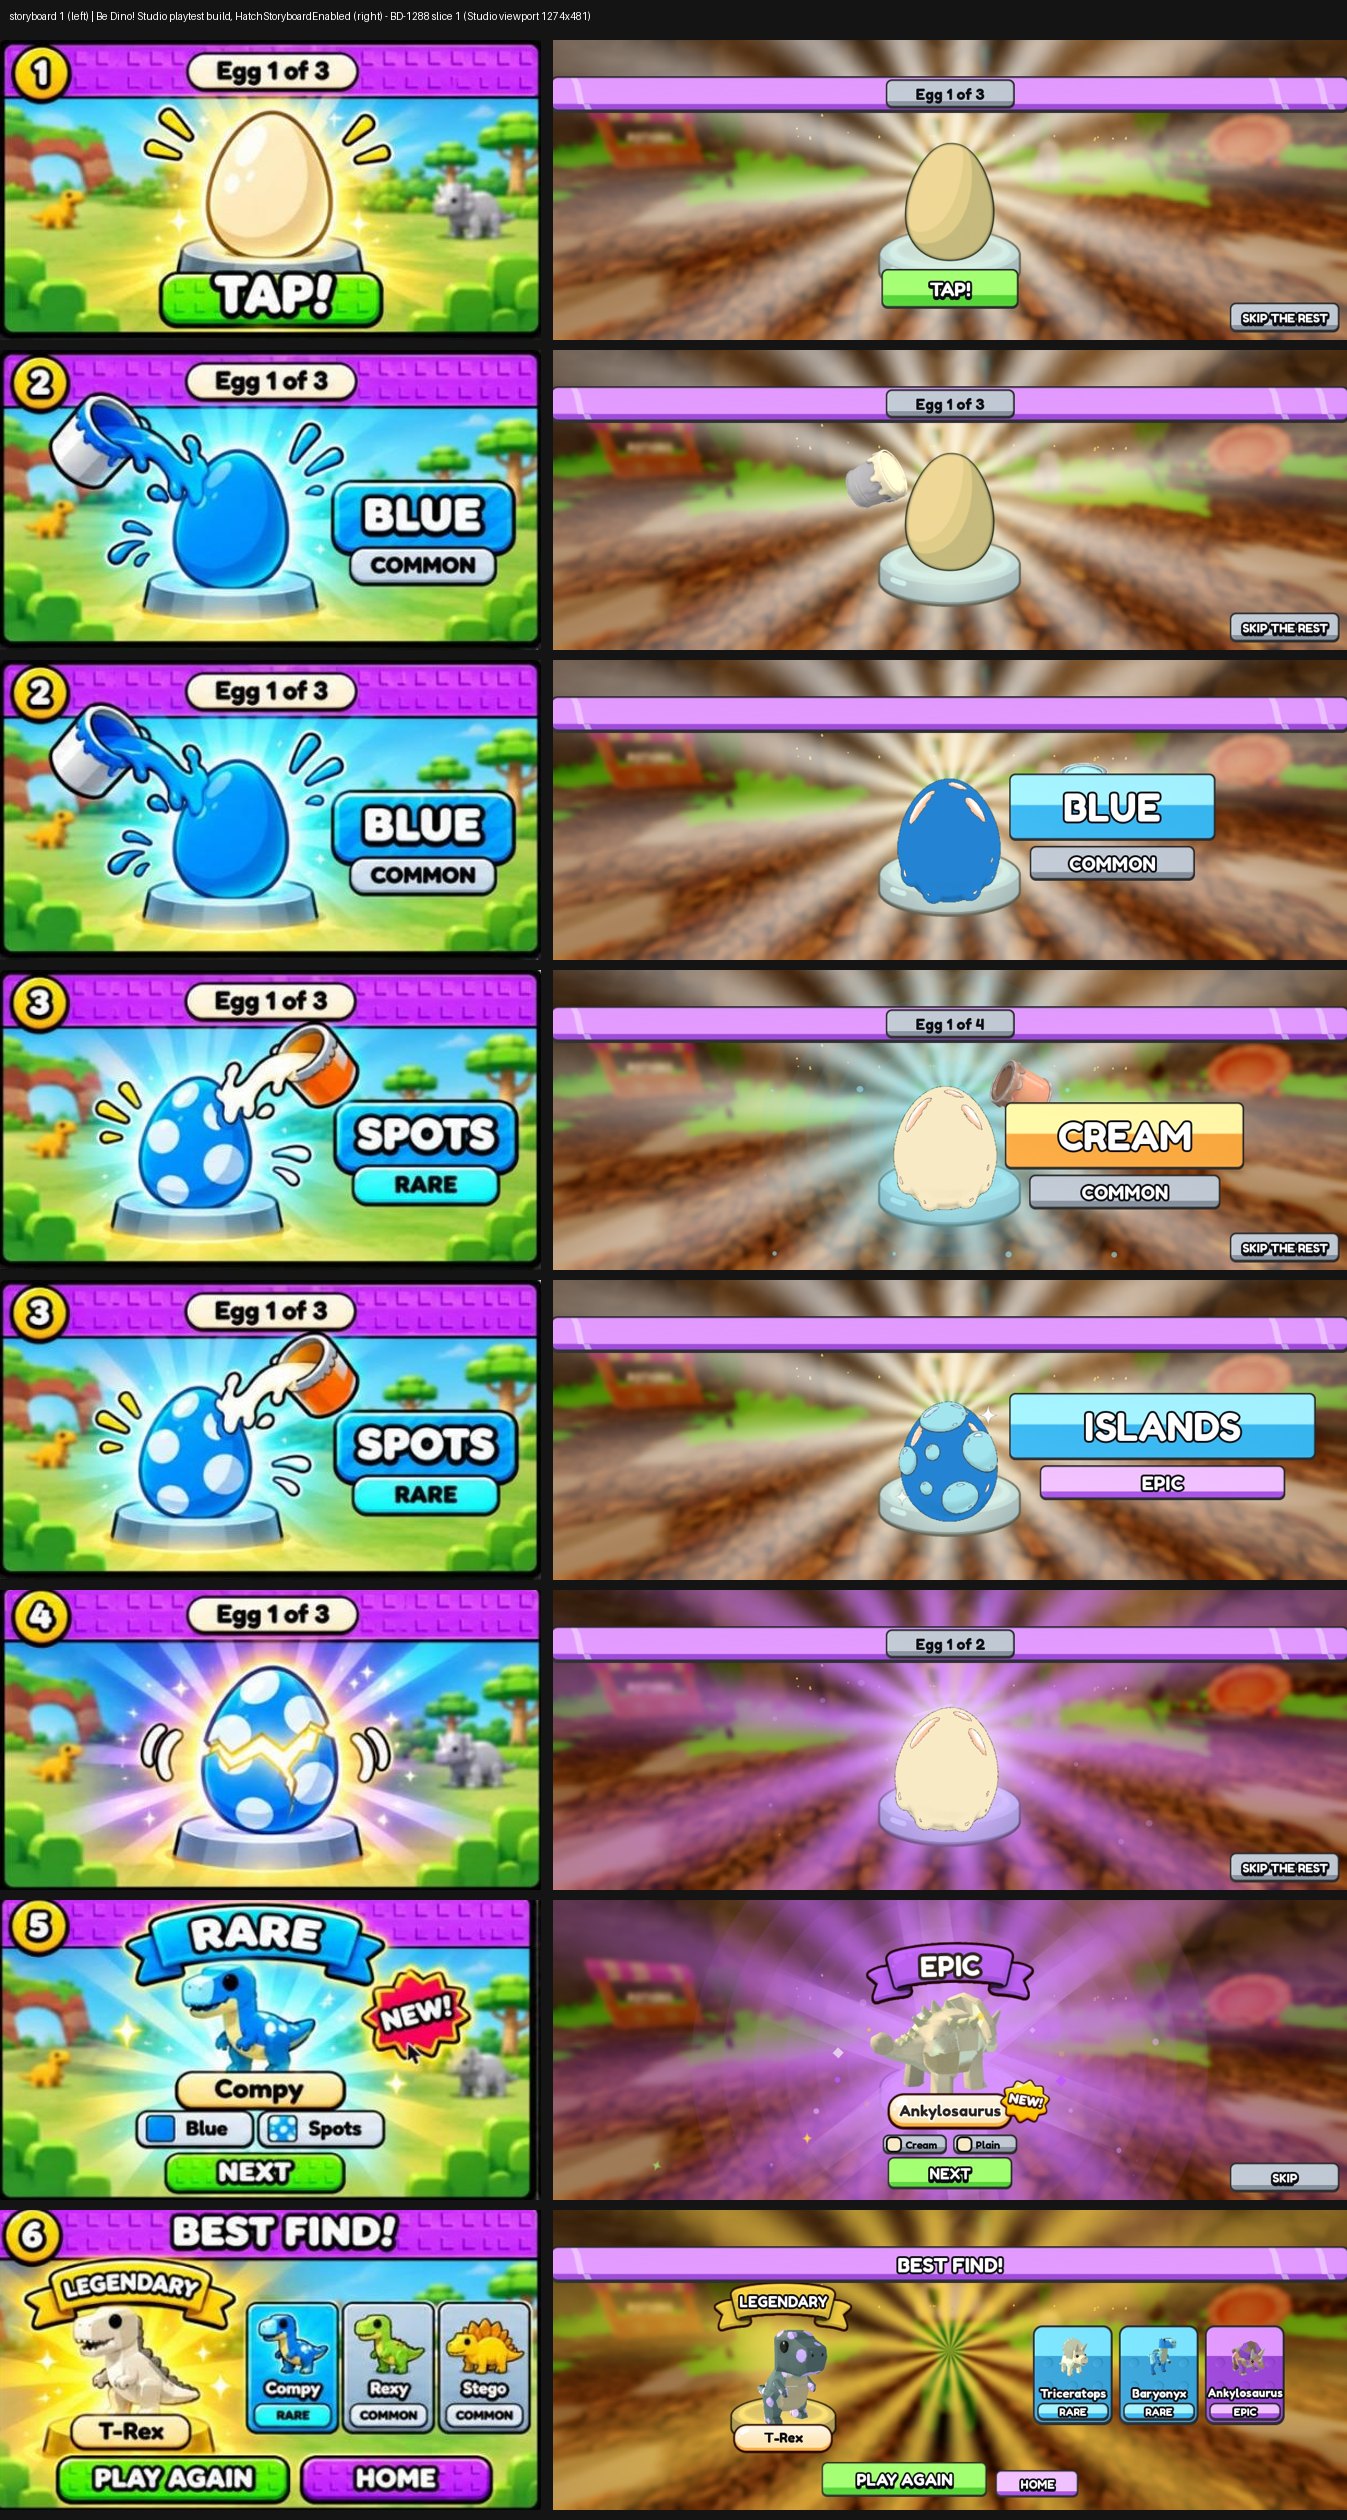 storyboard 1 (left) | Be Dino! Studio playtest build, HatchStoryboardEnabled (right) - BD-1288 slice 1 (Studio viewport 1274x481)
1
Egg 1 of 3
TAP!
Egg 1 of 3
TAP!
SKIP THE REST
2
Egg 1 of 3
BLUE
COMMON
Egg 1 of 3
SKIP THE REST
2
Egg 1 of 3
BLUE
COMMON
BLUE
COMMON
3
Egg 1 of 3
SPOTS
RARE
Egg 1 of 4
CREAM
COMMON
SKIP THE REST
3
Egg 1 of 3
SPOTS
RARE
ISLANDS
EPIC
4
Egg 1 of 3
Egg 1 of 2
SKIP THE REST
5
RARE
NEW!
Compy
Blue Spots
NEXT
EPIC
Ankylosaurus NEW!
Cream Plain
NEXT
SKIP
6
BEST FIND!
LEGENDARY
T-Rex
Compy Rexy Stego
RARE COMMON COMMON
PLAY AGAIN HOME
BEST FIND!
LEGENDARY
T-Rex
Triceratops Baryonyx Ankylosaurus
RARE RARE EPIC
PLAY AGAIN HOME